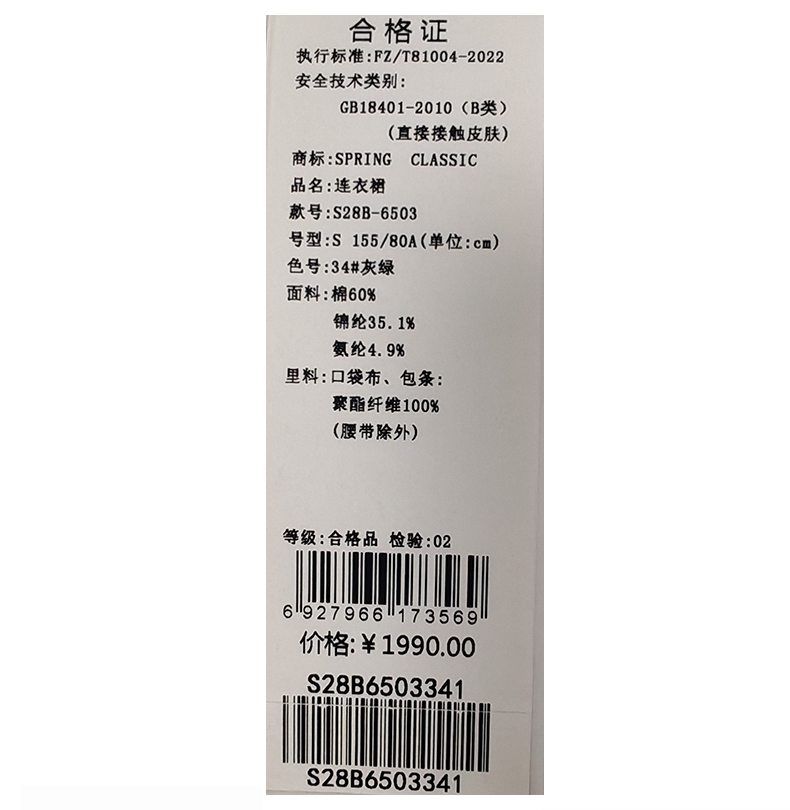 合格证
执行标准:FZ/T81004-2022
安全技术类别:
GB18401-2010（B类）
(直接接触皮肤)
商标:SPRING CLASSIC
品名:连衣裙
款号:S28B-6503
号型:S 155/80A(单位:cm)
色号:34#灰绿
面料:棉60%
锦纶35.1%
氨纶4.9%
里料:口袋布、包条:
聚酯纤维100%
(腰带除外)
等级:合格品 检验:02
6 927966 173569
价格:￥1990.00
S28B6503341
S28B6503341